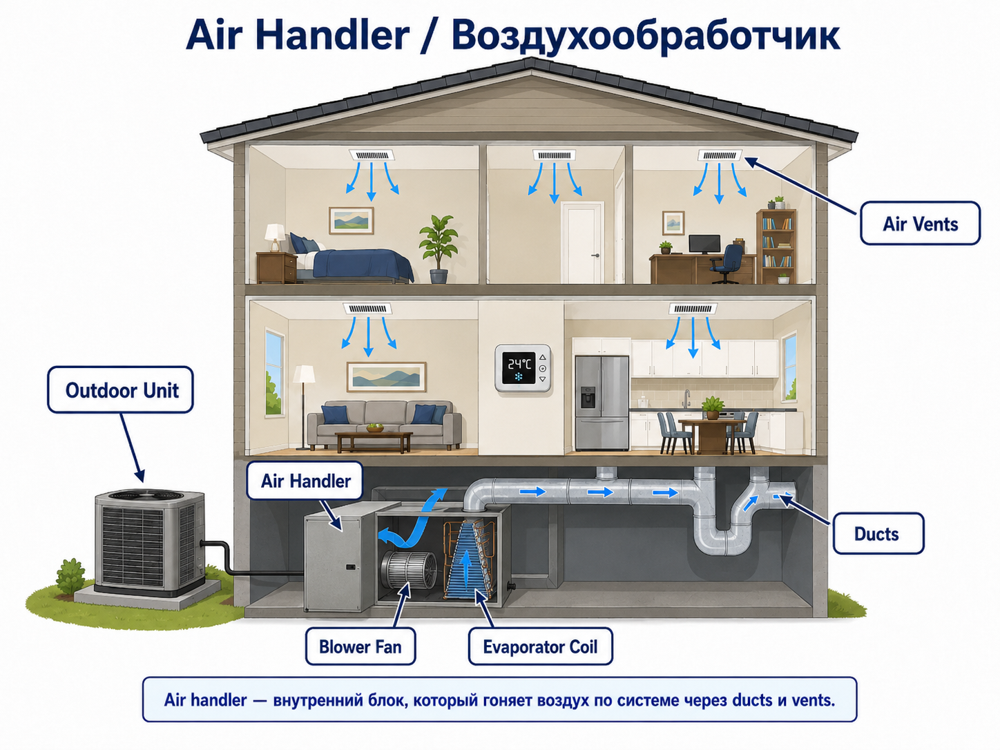 Air Handler / Воздухообработчик
Air Vents
24°C
Outdoor Unit
Air Handler
Ducts
Blower Fan
Evaporator Coil
Air handler — внутренний блок, который гоняет воздух по системе через ducts и vents.